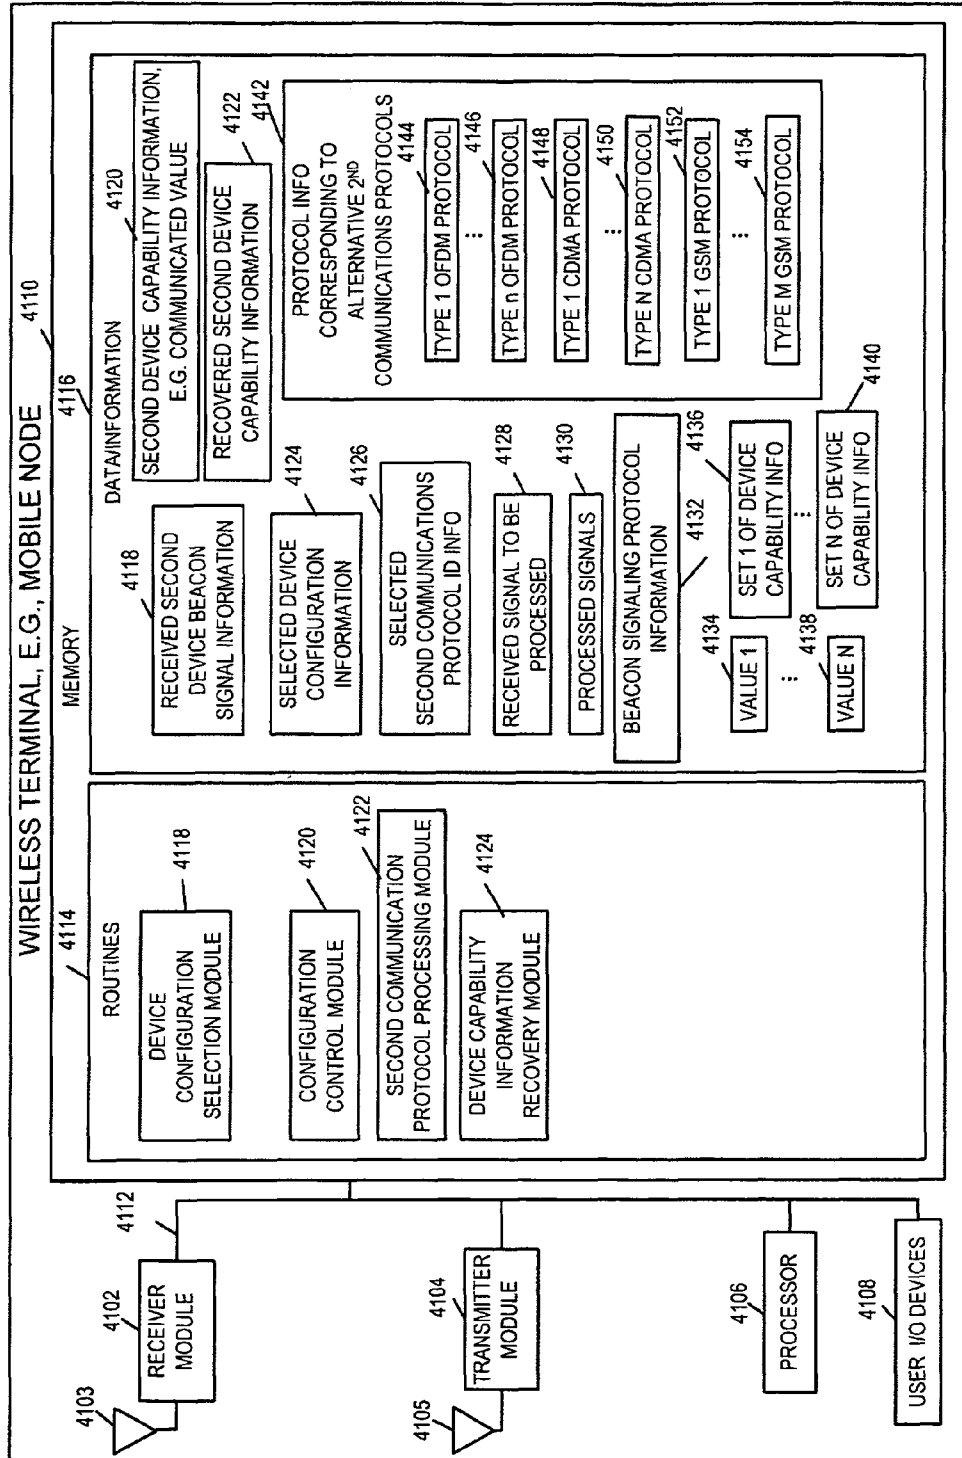 WIRELESS TERMINAL, E.G., MOBILE NODE
4110
MEMORY
4116
DATA/INFORMATION
4114
ROUTINES
4118
DEVICE
CONFIGURATION
SELECTION MODULE
4120
CONFIGURATION
CONTROL MODULE
4122
SECOND COMMUNICATION
PROTOCOL PROCESSING MODULE
4124
DEVICE CAPABILITY
INFORMATION
RECOVERY MODULE
4118
RECEIVED SECOND
DEVICE BEACON
SIGNAL INFORMATION
4124
SELECTED DEVICE
CONFIGURATION
INFORMATION
4126
SELECTED
SECOND COMMUNICATIONS
PROTOCOL ID INFO
4128
RECEIVED SIGNAL TO BE
PROCESSED
4130
PROCESSED SIGNALS
BEACON SIGNALING PROTOCOL
INFORMATION
4132
4134
VALUE 1
4136
SET 1 OF DEVICE
CAPABILITY INFO
⋮
⋮
4138
VALUE N
4140
SET N OF DEVICE
CAPABILITY INFO
4120
SECOND DEVICE CAPABILITY INFORMATION,
E.G. COMMUNICATED VALUE
4122
RECOVERED SECOND DEVICE
CAPABILITY INFORMATION
4142
PROTOCOL INFO
CORRESPONDING TO
ALTERNATIVE 2ND
COMMUNICATIONS PROTOCOLS
4144
TYPE 1 OFDM PROTOCOL
⋮
4146
TYPE n OFDM PROTOCOL
4148
TYPE 1 CDMA PROTOCOL
⋮
4150
TYPE N CDMA PROTOCOL
4152
TYPE 1 GSM PROTOCOL
⋮
4154
TYPE M GSM PROTOCOL
4103
4102
RECEIVER
MODULE
4112
4105
4104
TRANSMITTER
MODULE
4106
PROCESSOR
4108
USER I/O DEVICES